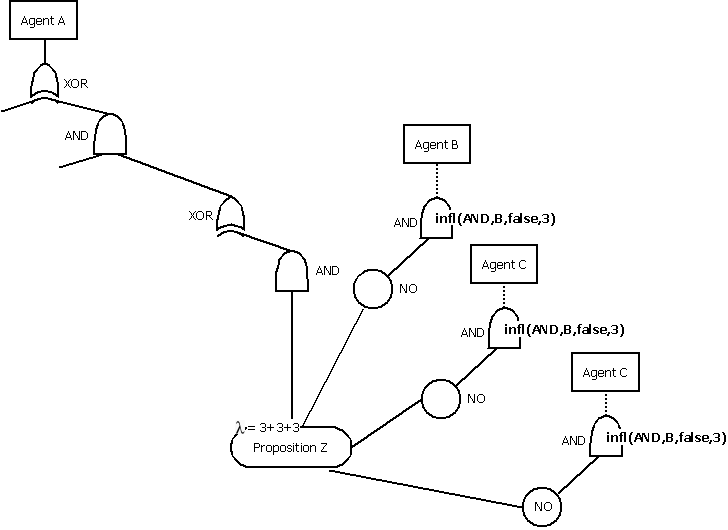 Agent A
XOR
AND
Agent B
XOR
AND
infl(AND,B,false,3)
Agent C
AND
NO
AND
infl(AND,B,false,3)
Agent C
NO
λ = 3+3+3
Proposition Z
AND
infl(AND,B,false,3)
NO